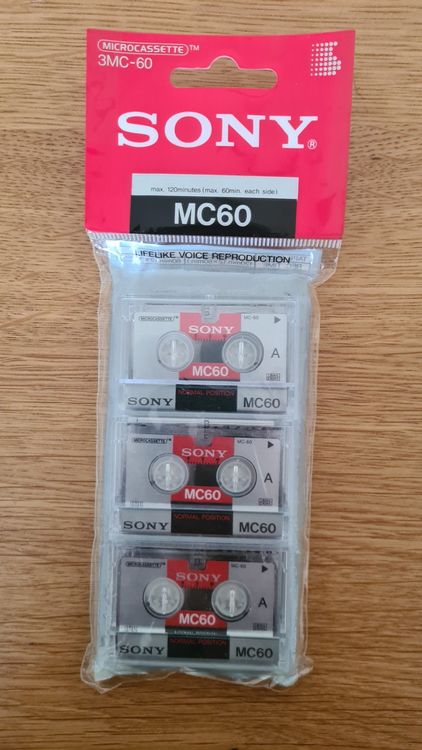 MICROCASSETTE™
3MC-60
SONY®
max. 120minutes (max. 60min. each side)
MC60
LIFELIKE VOICE REPRODUCTION
MICROCASSETTE™
MC-60
SONY
A
MC60
NORMAL POSITION
SONY
MC60
MICROCASSETTE™
MC-60
SONY
A
MC60
NORMAL POSITION
SONY
MC60
MICROCASSETTE™
MC-60
SONY
A
MC60
NORMAL POSITION
SONY
MC60